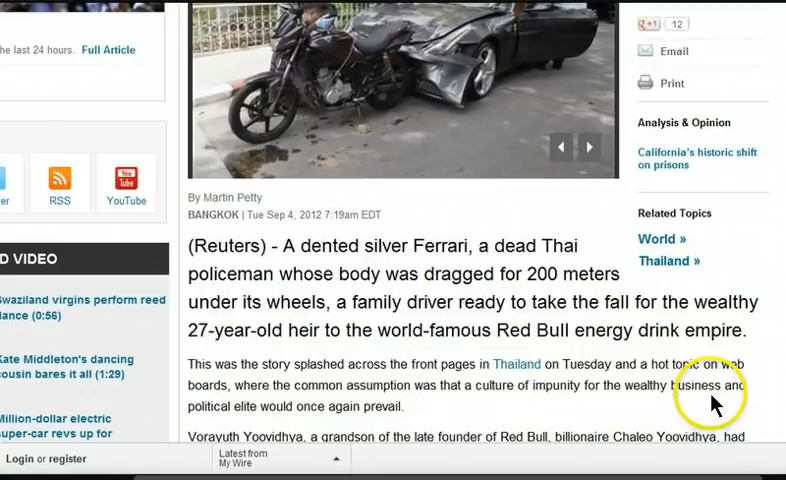 he last 24 hours. Full Article
+1 12
Email
Print
Analysis & Opinion
California's historic shift
on prisons
Related Topics
World »
Thailand »
er RSS YouTube
D VIDEO
Swaziland virgins perform reed
dance (0:56)
Kate Middleton's dancing
cousin bares it all (1:29)
Million-dollar electric
super-car revs up for
By Martin Petty
BANGKOK | Tue Sep 4, 2012 7:19am EDT
(Reuters) - A dented silver Ferrari, a dead Thai
policeman whose body was dragged for 200 meters
under its wheels, a family driver ready to take the fall for the wealthy
27-year-old heir to the world-famous Red Bull energy drink empire.
This was the story splashed across the front pages in Thailand on Tuesday and a hot topic on web
boards, where the common assumption was that a culture of impunity for the wealthy business and
political elite would once again prevail.
Vorayuth Yoovidhya, a grandson of the late founder of Red Bull, billionaire Chaleo Yoovidhya, had
Login or register
Latest from
My Wire